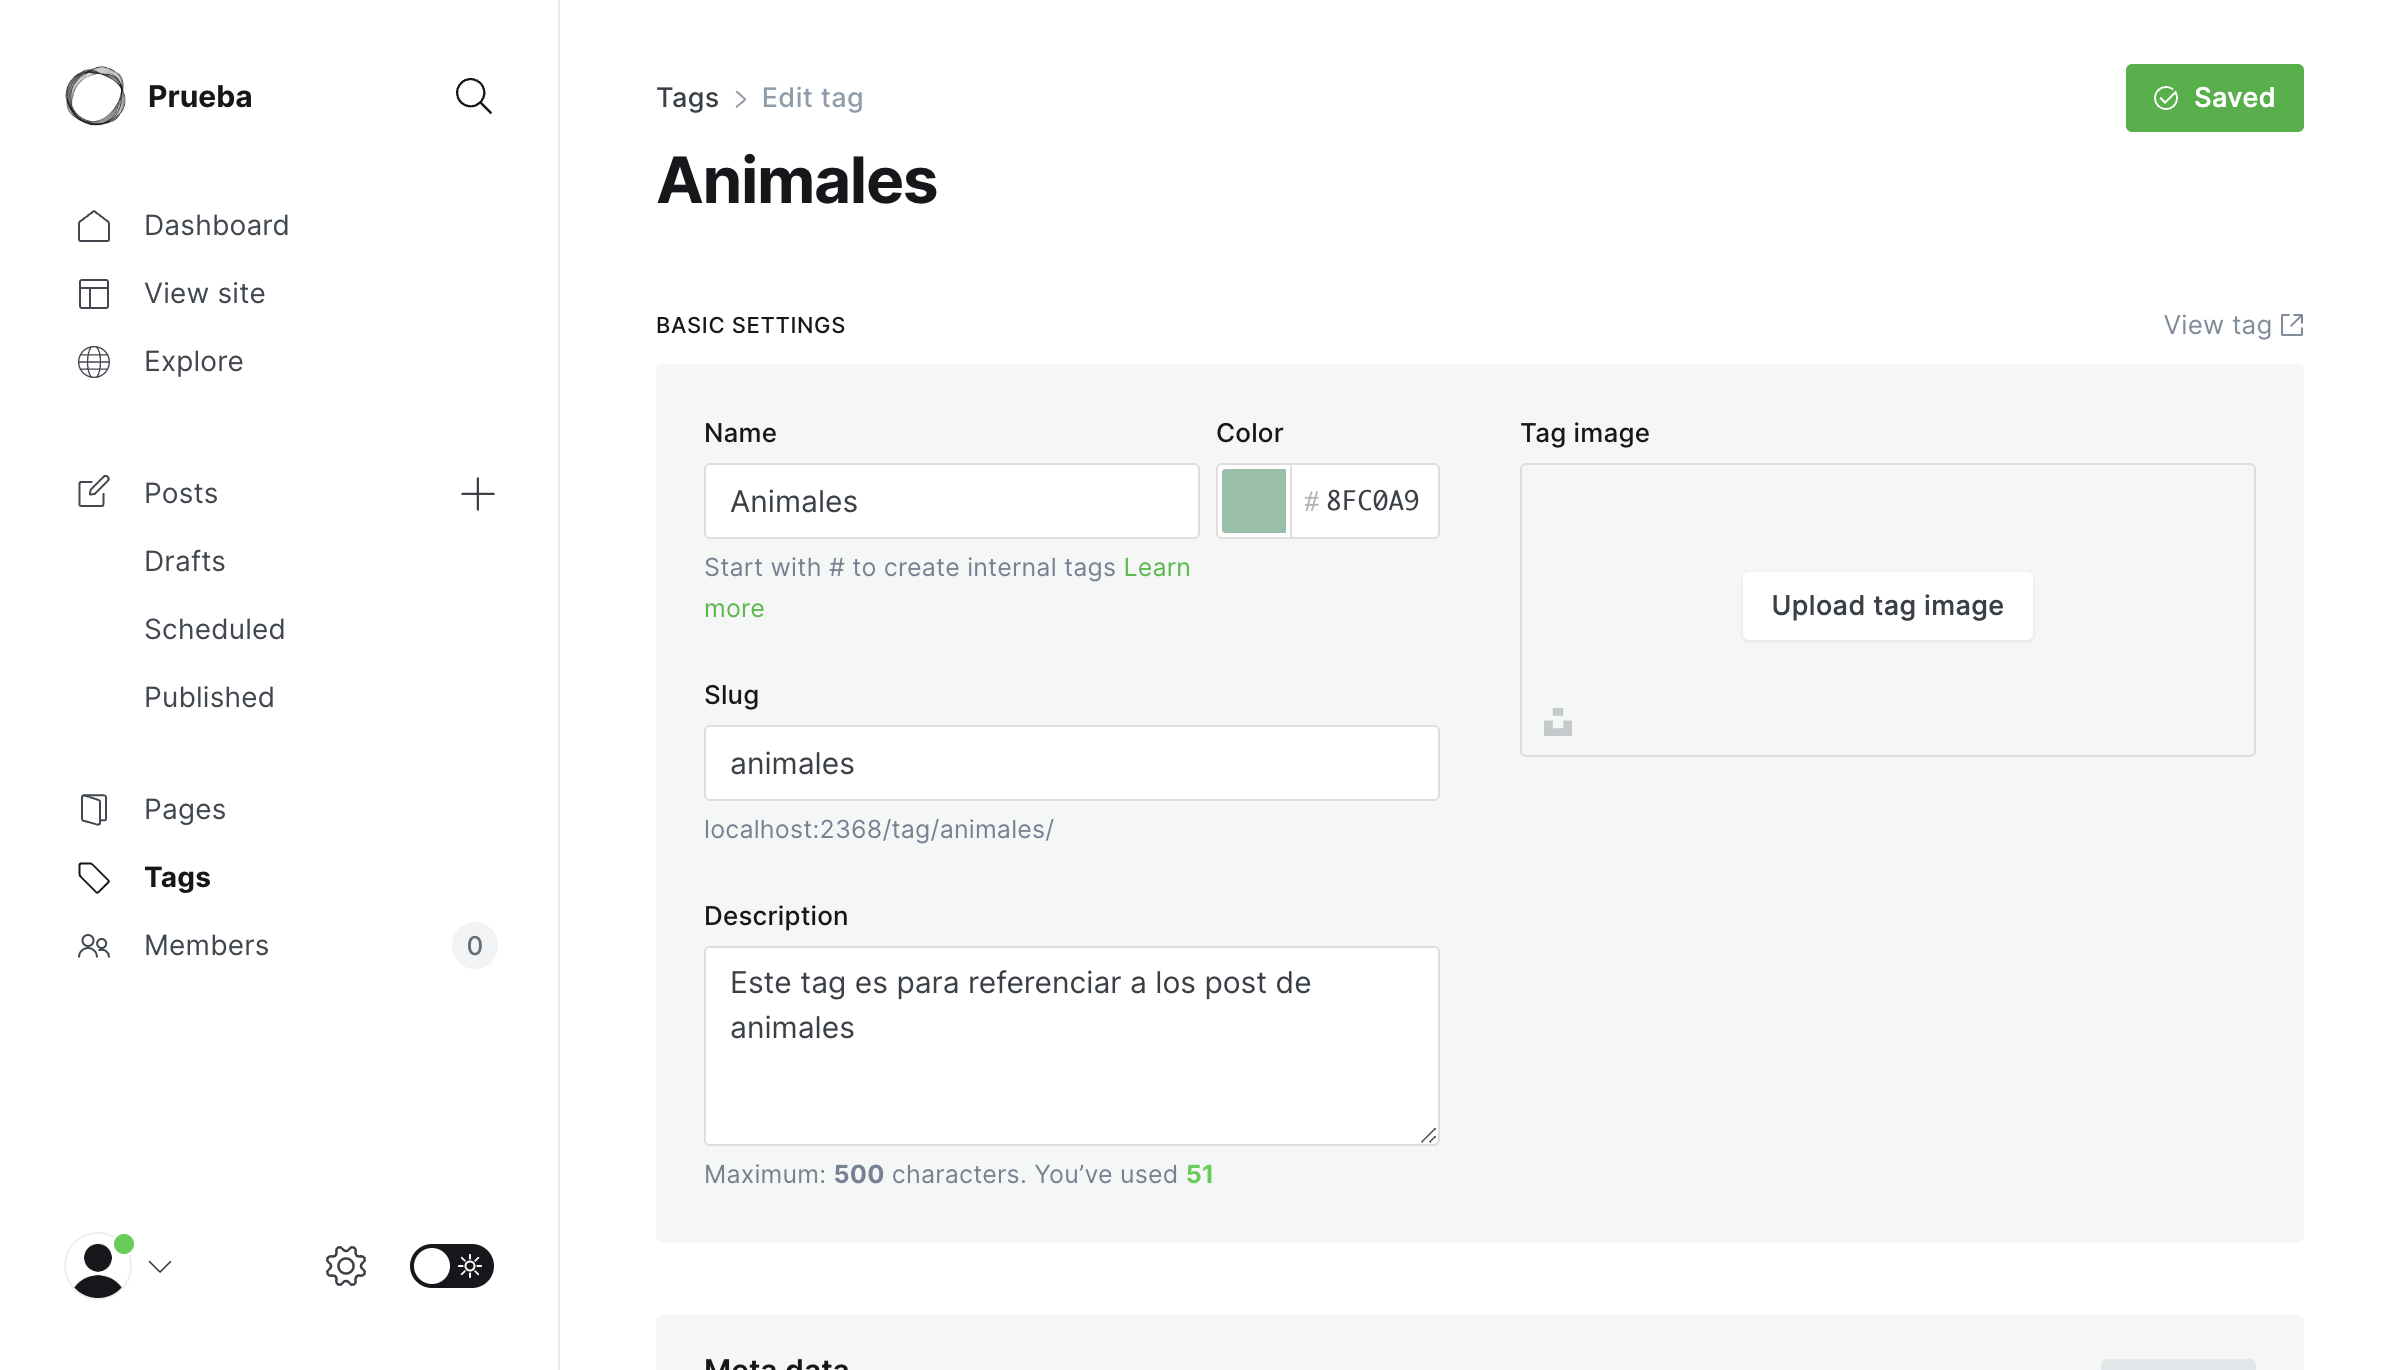 Prueba
Dashboard
View site
Explore
Posts
Drafts
Scheduled
Published
Pages
Tags
Members
0
Tags > Edit tag
Saved
Animales
BASIC SETTINGS
View tag
Name
Animales
Start with # to create internal tags Learn
more
Color
# 8FC0A9
Slug
animales
localhost:2368/tag/animales/
Description
Este tag es para referenciar a los post de
animales
Maximum: 500 characters. You’ve used 51
Tag image
Upload tag image
Meta data